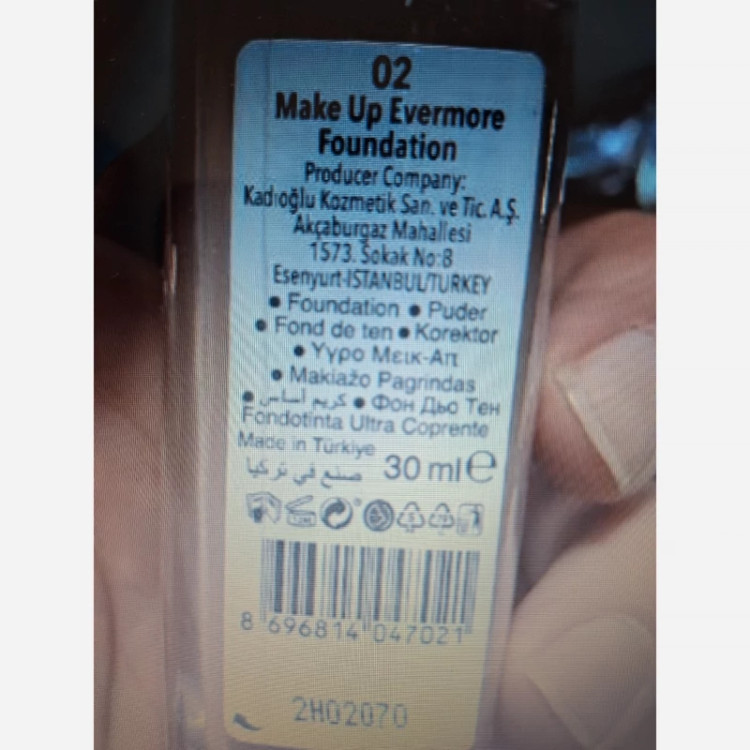 02
Make Up Evermore
Foundation
Producer Company:
Kadıoğlu Kozmetik San. ve Tic. A.Ş.
Akçaburgaz Mahallesi
1573. Sokak No:8
Esenyurt-İSTANBUL/TURKEY
• Foundation • Puder
• Fond de ten • Korektor
• Υγρο Μεικ-Απ
• Makiažo Pagrindas
• كريم أساس • Фон Дьо Тен
Fondotinta Ultra Coprente
Made in Türkiye
صنع في تركيا 30 ml e
8 696814 047021
2H02070